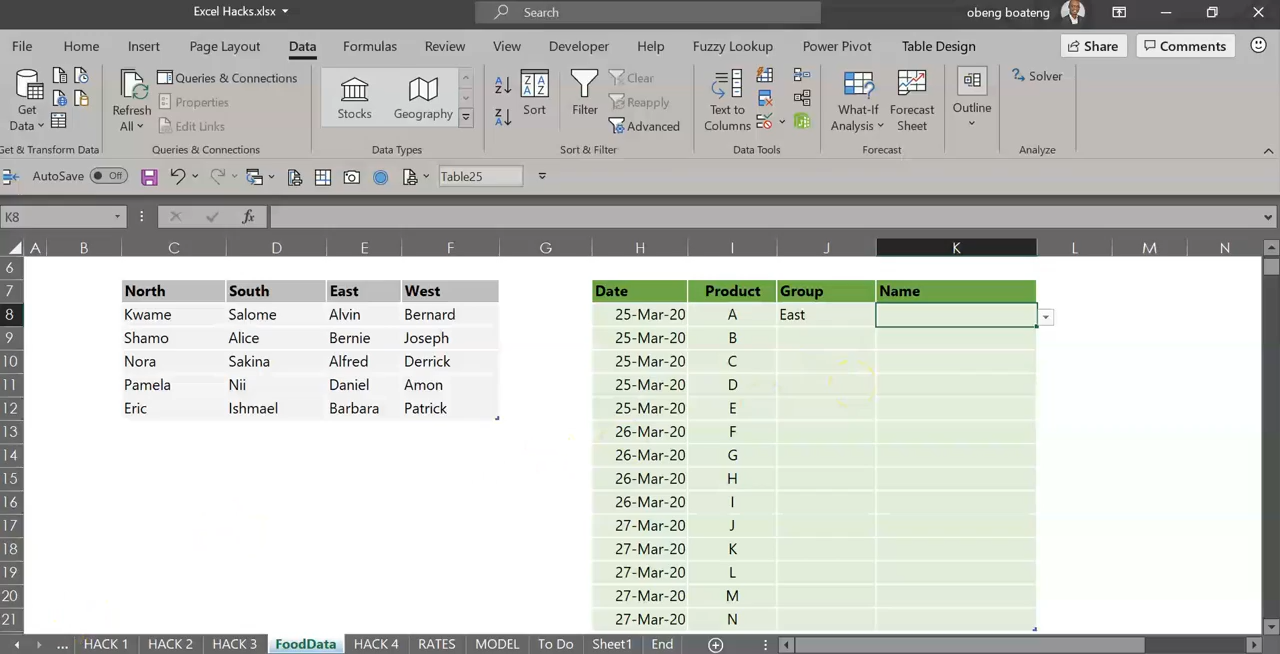 Excel Hacks.xlsx
Search
obeng boateng
File Home Insert Page Layout Data Formulas Review View Developer Help Fuzzy Lookup Power Pivot Table Design Share Comments
Get Data
Refresh All
Queries & Connections
Properties
Edit Links
Stocks
Geography
Sort
Filter
Clear
Reapply
Advanced
Text to Columns
What-If Analysis
Forecast Sheet
Outline
Solver
Get & Transform Data Queries & Connections Data Types Sort & Filter Data Tools Forecast Analyze
AutoSave Off Table25
K8 fx
A B C D E F G H I J K L M N
6
7 North South East West Date Product Group Name
8 Kwame Salome Alvin Bernard 25-Mar-20 A East
9 Shamo Alice Bernie Joseph 25-Mar-20 B
10 Nora Sakina Alfred Derrick 25-Mar-20 C
11 Pamela Nii Daniel Amon 25-Mar-20 D
12 Eric Ishmael Barbara Patrick 25-Mar-20 E
13 26-Mar-20 F
14 26-Mar-20 G
15 26-Mar-20 H
16 26-Mar-20 I
17 27-Mar-20 J
18 27-Mar-20 K
19 27-Mar-20 L
20 27-Mar-20 M
21 27-Mar-20 N
... HACK 1 HACK 2 HACK 3 FoodData HACK 4 RATES MODEL To Do Sheet1 End